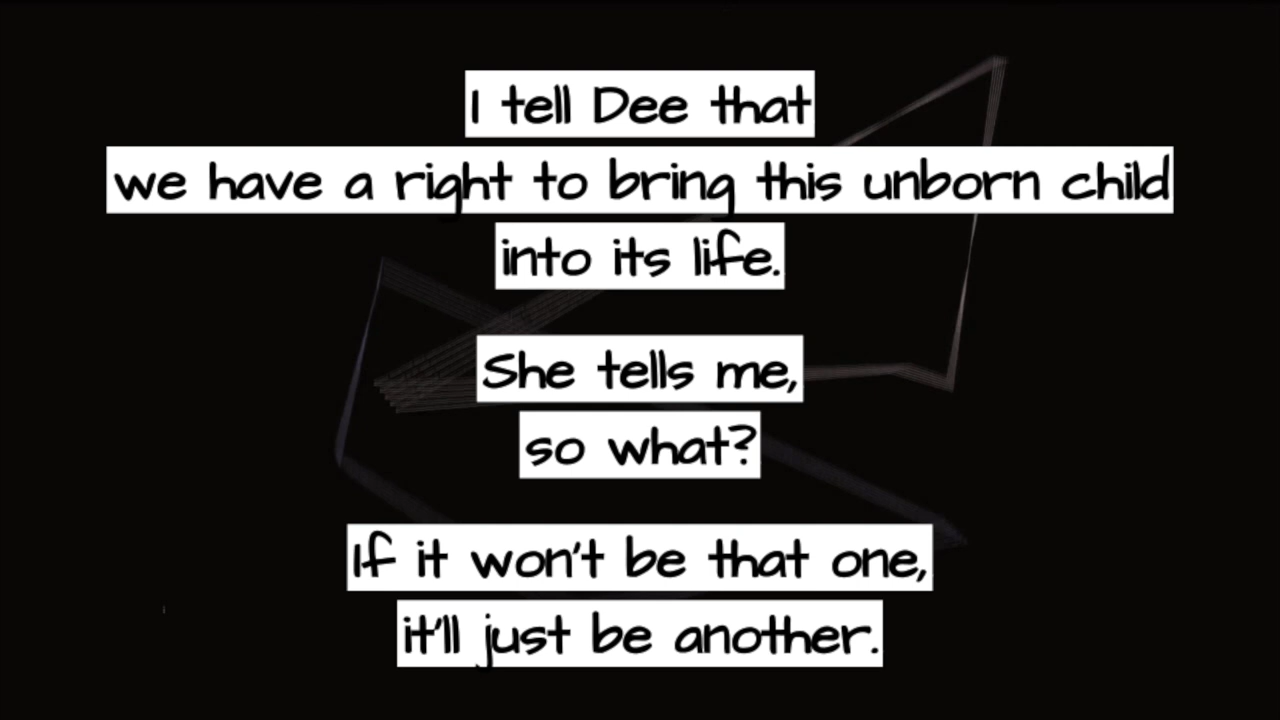 I tell Dee that
we have a right to bring this unborn child
into its life.
She tells me,
so what?
If it won't be that one,
it'll just be another.